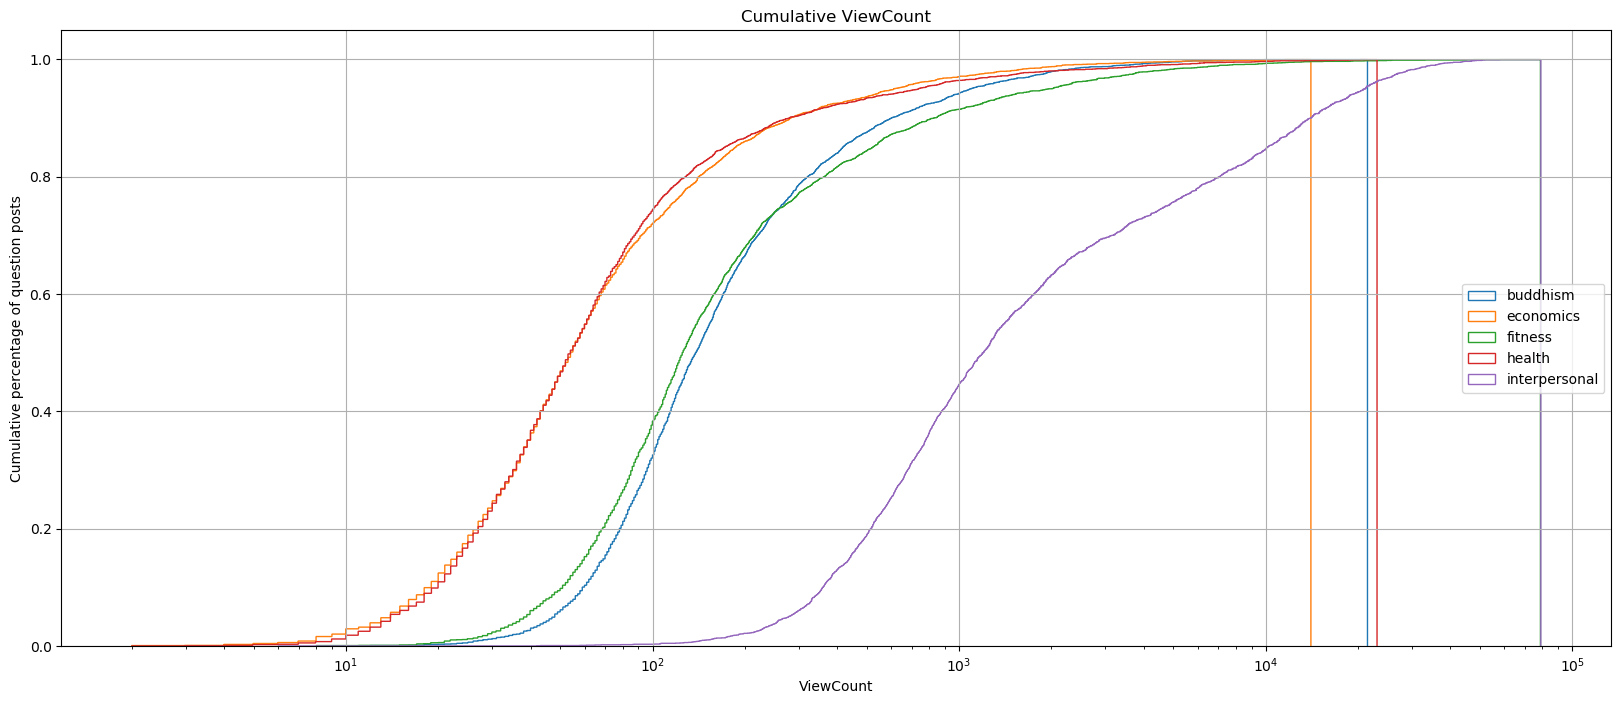 Cumulative ViewCount
Cumulative percentage of question posts
1.0
0.8
0.6
0.4
0.2
0.0
buddhism
economics
fitness
health
interpersonal
10¹
10²
10³
10⁴
10⁵
ViewCount